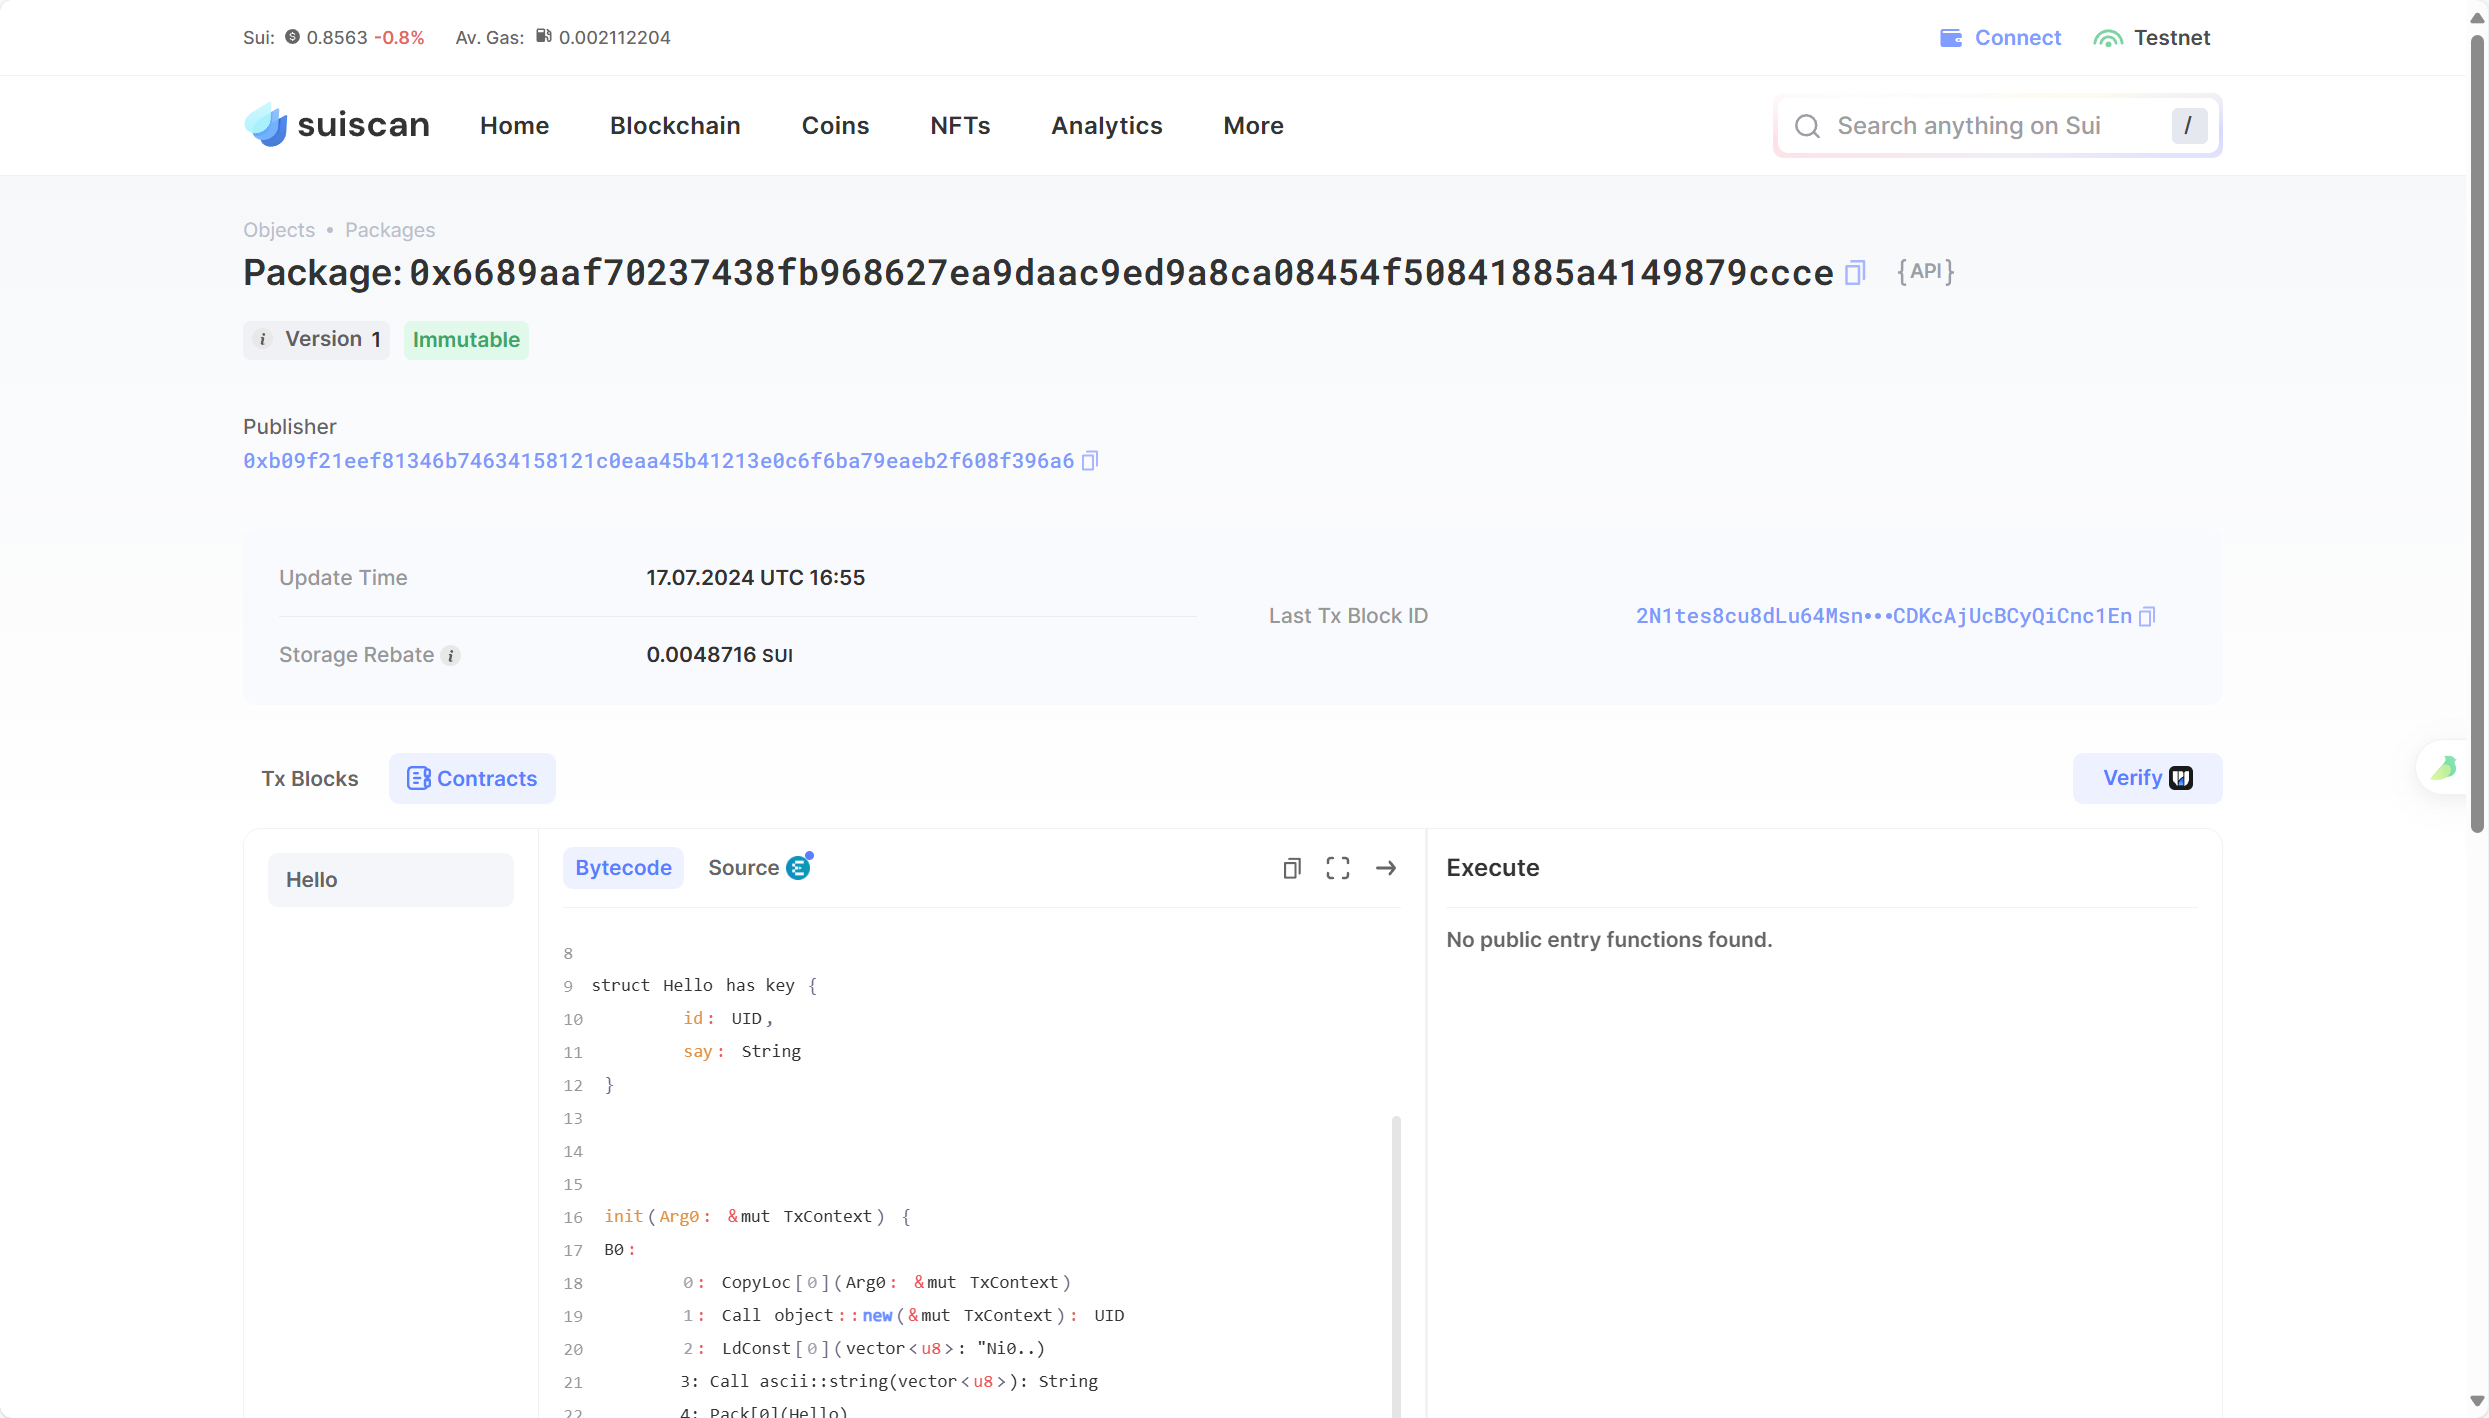 Sui: 0.8563 -0.8% Av. Gas: 0.002112204 Connect Testnet
suiscan Home Blockchain Coins NFTs Analytics More Search anything on Sui /
Objects • Packages
Package: 0x6689aaf70237438fb968627ea9daac9ed9a8ca08454f50841885a4149879ccce {API}
i Version 1 Immutable
Publisher
0xb09f21eef81346b74634158121c0eaa45b41213e0c6f6ba79eaeb2f608f396a6
Update Time 17.07.2024 UTC 16:55
Last Tx Block ID 2N1tes8cu8dLu64Msn•••CDKcAjUcBCyQiCnc1En
Storage Rebate i 0.0048716 SUI
Tx Blocks Contracts Verify
Hello
Bytecode Source
Execute
No public entry functions found.
8
9 struct Hello has key {
10 id: UID,
11 say: String
12 }
13
14
15
16 init(Arg0: &mut TxContext) {
17 B0:
18 0: CopyLoc[0](Arg0: &mut TxContext)
19 1: Call object::new(&mut TxContext): UID
20 2: LdConst[0](vector<u8>: "Ni0..)
21 3: Call ascii::string(vector<u8>): String
22 4: Pack[0](Hello)